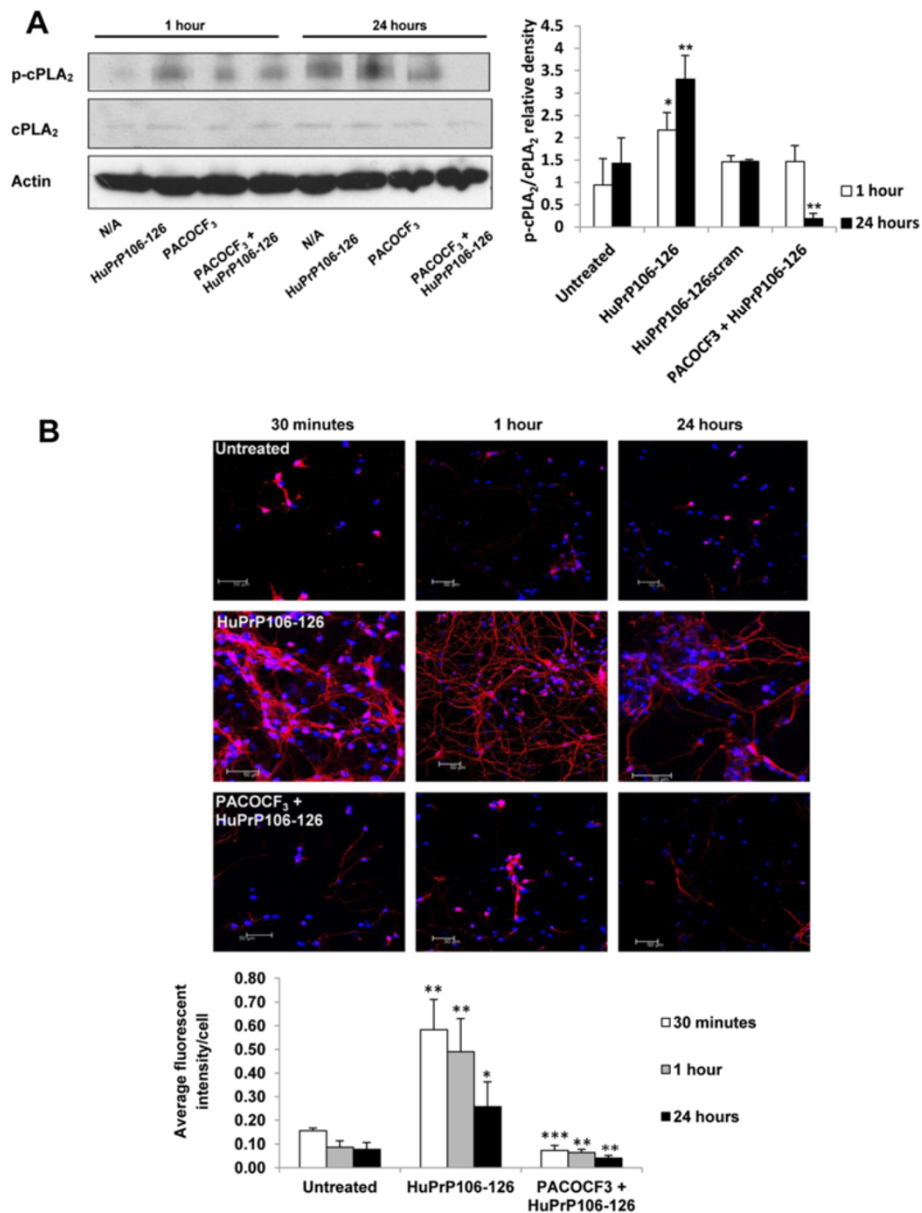 A
1 hour
24 hours
p-cPLA₂
cPLA₂
Actin
N/A
HuPrP106-126
PACOCF₃
PACOCF₃ +
HuPrP106-126
N/A
HuPrP106-126
PACOCF₃
PACOCF₃ +
HuPrP106-126
p-cPLA₂/cPLA₂ relative density
4.5
4
3.5
3
2.5
2
1.5
1
0.5
0
*
**
**
Untreated
HuPrP106-126
HuPrP106-126scram
PACOCF3 + HuPrP106-126
1 hour
24 hours
B
30 minutes
1 hour
24 hours
Untreated
HuPrP106-126
PACOCF₃ +
HuPrP106-126
Average fluorescent
intensity/cell
0.80
0.70
0.60
0.50
0.40
0.30
0.20
0.10
0.00
**
**
*
***
**
**
Untreated
HuPrP106-126
PACOCF3 +
HuPrP106-126
30 minutes
1 hour
24 hours